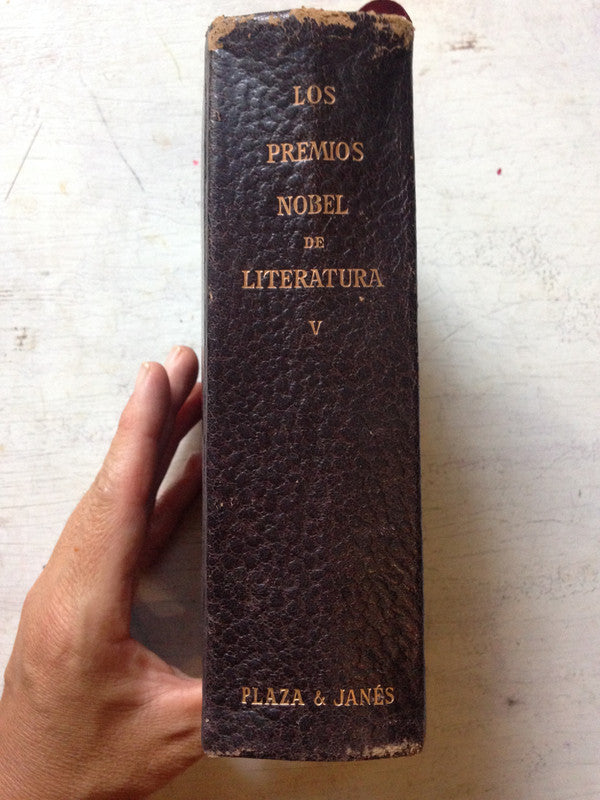 LOS
PREMIOS
NOBEL
DE
LITERATURA
V
PLAZA & JANÉS